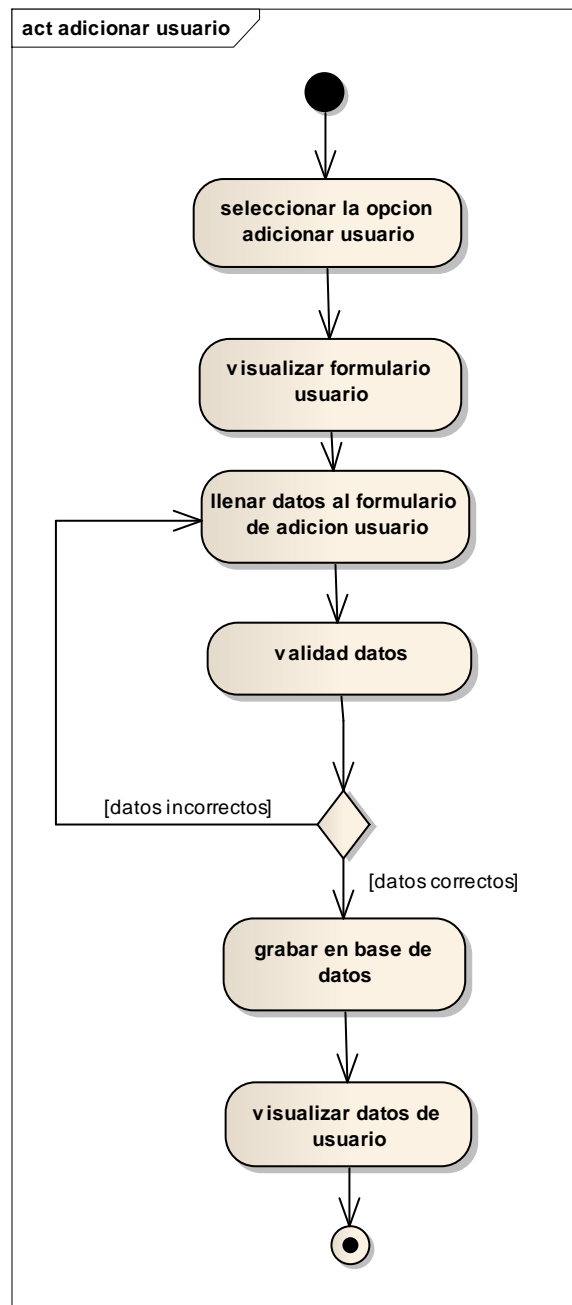 act adicionar usuario
seleccionar la opcion
adicionar usuario
visualizar formulario
usuario
llenar datos al formulario
de adicion usuario
validad datos
[datos incorrectos]
[datos correctos]
grabar en base de
datos
visualizar datos de
usuario